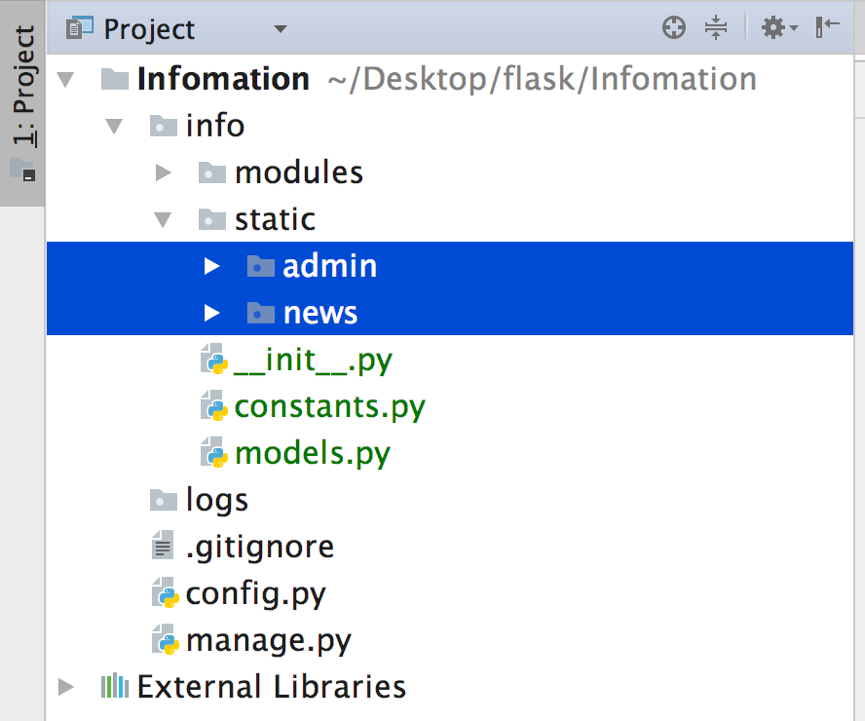 1: Project
Project
Infomation ~/Desktop/flask/Infomation
info
modules
static
admin
news
__init__.py
constants.py
models.py
logs
.gitignore
config.py
manage.py
External Libraries